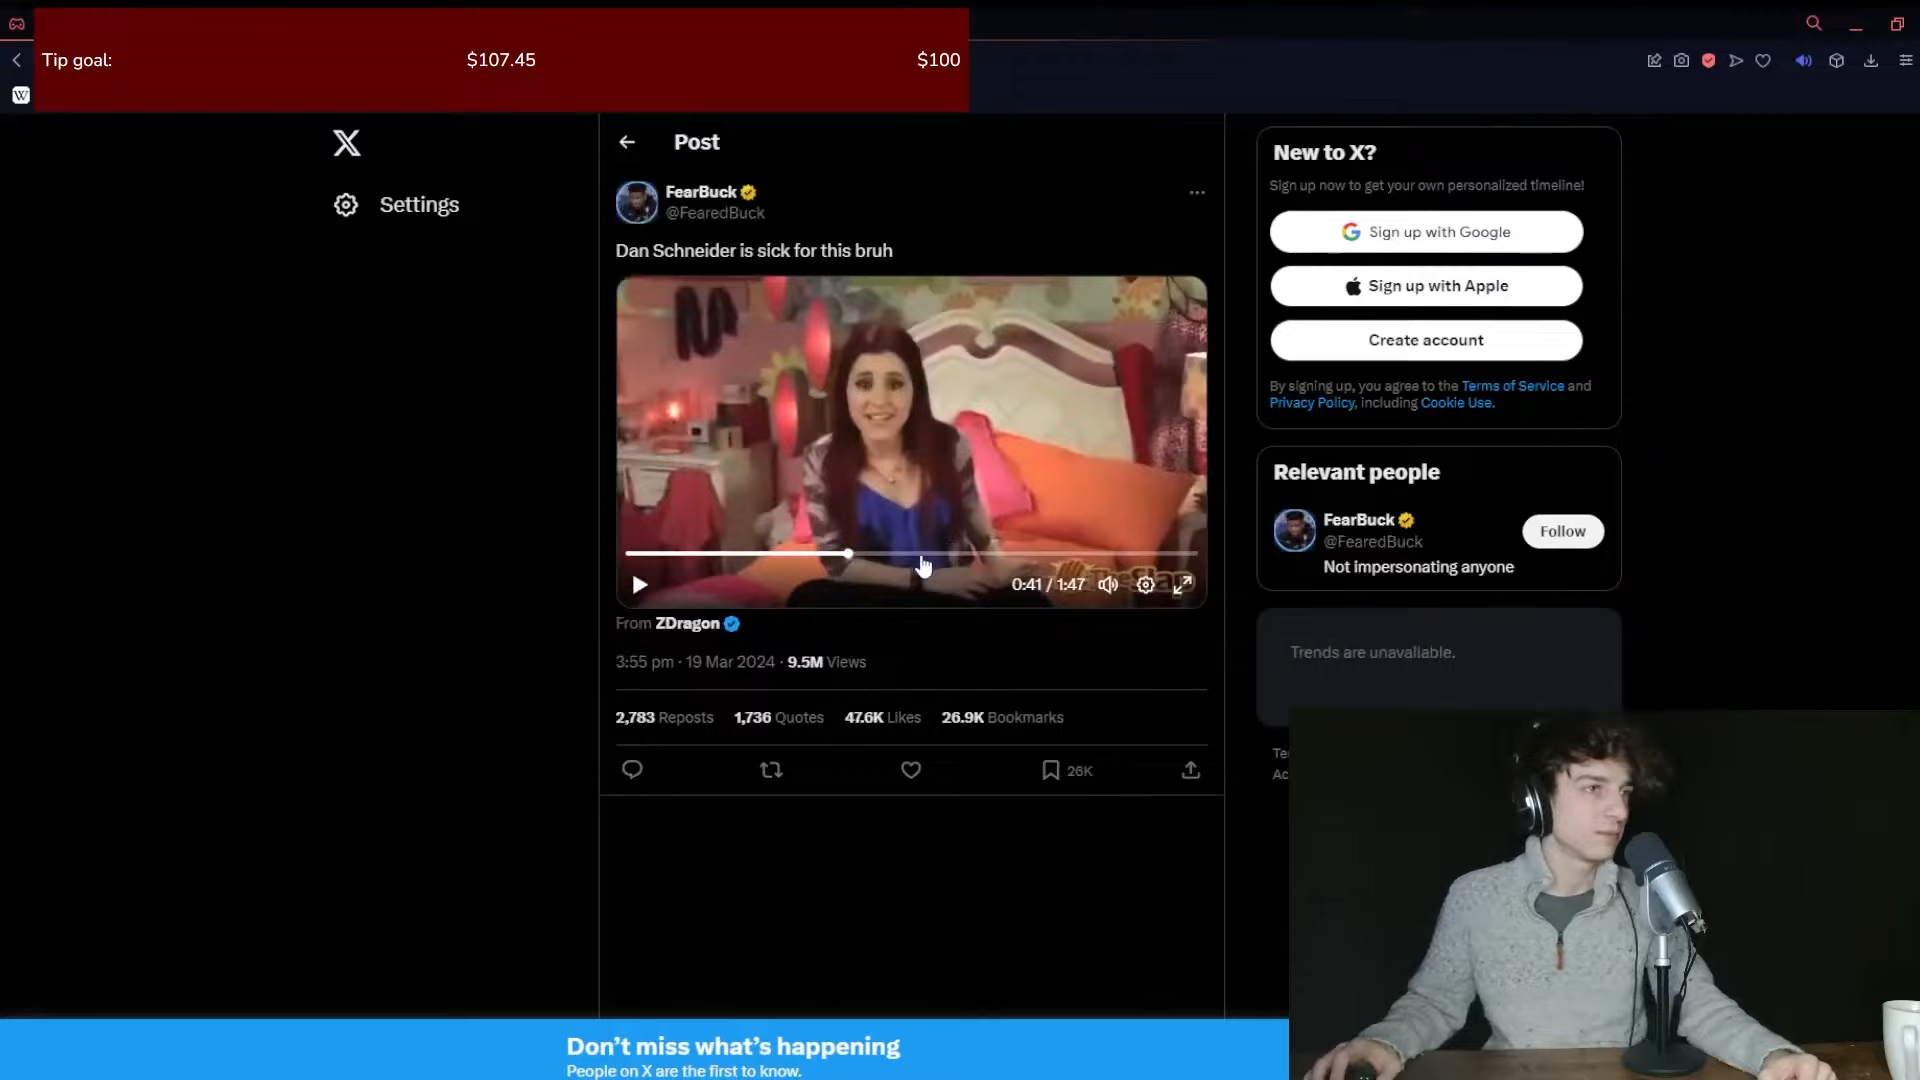 Tip goal: $107.45 $100
W
X
Settings
Post
FearBuck
@FearedBuck
Dan Schneider is sick for this bruh
0:41 / 1:47
From ZDragon
3:55 pm · 19 Mar 2024 · 9.5M Views
2,783 Reposts 1,736 Quotes 47.6K Likes 26.9K Bookmarks
26K
New to X?
Sign up now to get your own personalized timeline!
Sign up with Google
Sign up with Apple
Create account
By signing up, you agree to the Terms of Service and
Privacy Policy, including Cookie Use.
Relevant people
FearBuck
@FearedBuck
Follow
Not impersonating anyone
Trends are unavailable.
Te
Ac
Don't miss what's happening
People on X are the first to know.